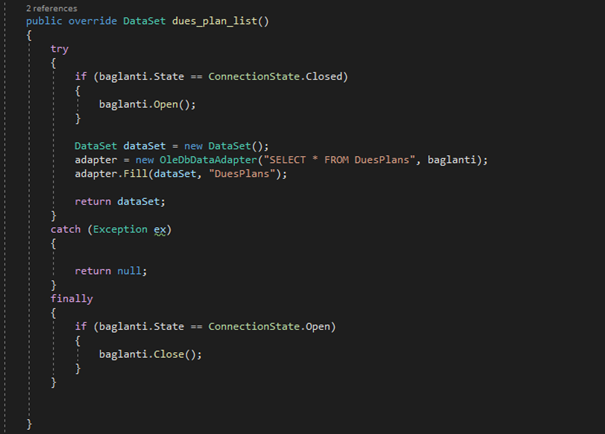 2 references
public override DataSet dues_plan_list()
{
try
{
if (baglanti.State == ConnectionState.Closed)
{
baglanti.Open();
}
DataSet dataSet = new DataSet();
adapter = new OleDbDataAdapter("SELECT * FROM DuesPlans", baglanti);
adapter.Fill(dataSet, "DuesPlans");
return dataSet;
}
catch (Exception ex)
{
return null;
}
finally
{
if (baglanti.State == ConnectionState.Open)
{
baglanti.Close();
}
}
}